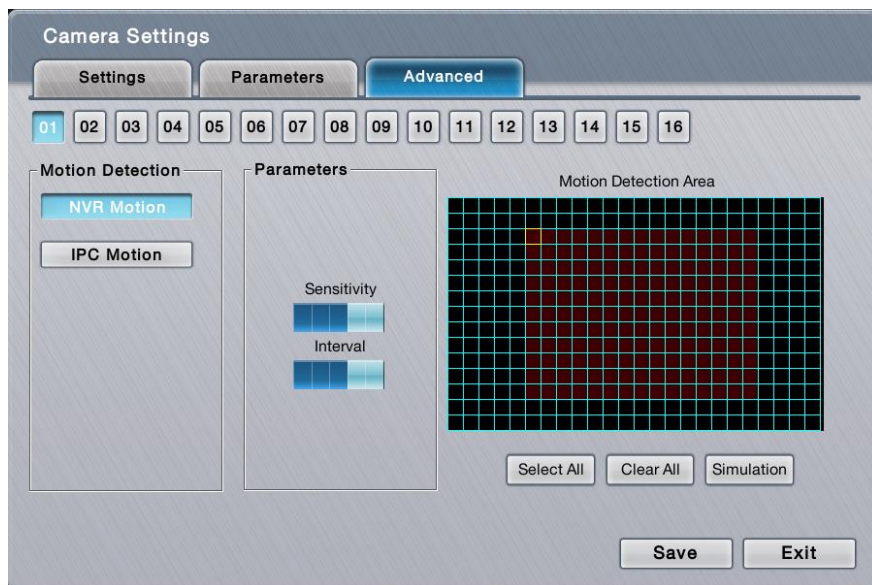 Camera Settings
Settings Parameters Advanced
01 02 03 04 05 06 07 08 09 10 11 12 13 14 15 16
Motion Detection
NVR Motion
IPC Motion
Parameters
Sensitivity
Interval
Motion Detection Area
Select All Clear All Simulation
Save Exit